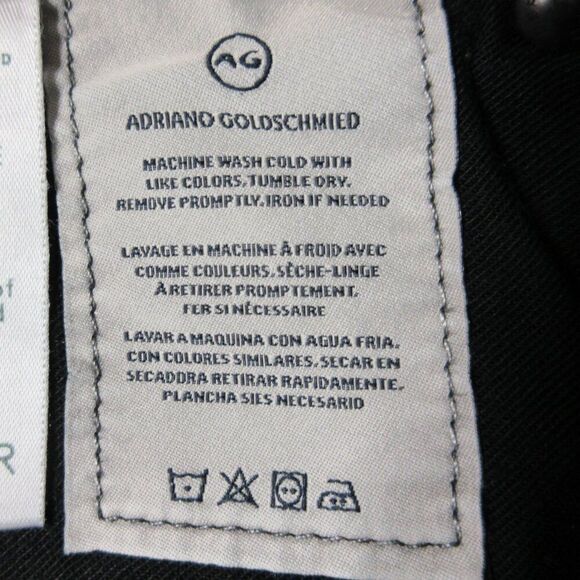 AG
ADRIANO GOLDSCHMIED
MACHINE WASH COLD WITH
LIKE COLORS.TUMBLE DRY.
REMOVE PROMPTLY.IRON IF NEEDED
LAVAGE EN MACHINE À FROID AVEC
COMME COULEURS. SÈCHE-LINGE
À RETIRER PROMPTEMENT.
FER SI NÉCESSAIRE
LAVAR A MAQUINA CON AGUA FRIA.
CON COLORES SIMILARES. SECAR EN
SECADORA RETIRAR RAPIDAMENTE.
PLANCHA SIES NECESARIO
D
E
of
d
R